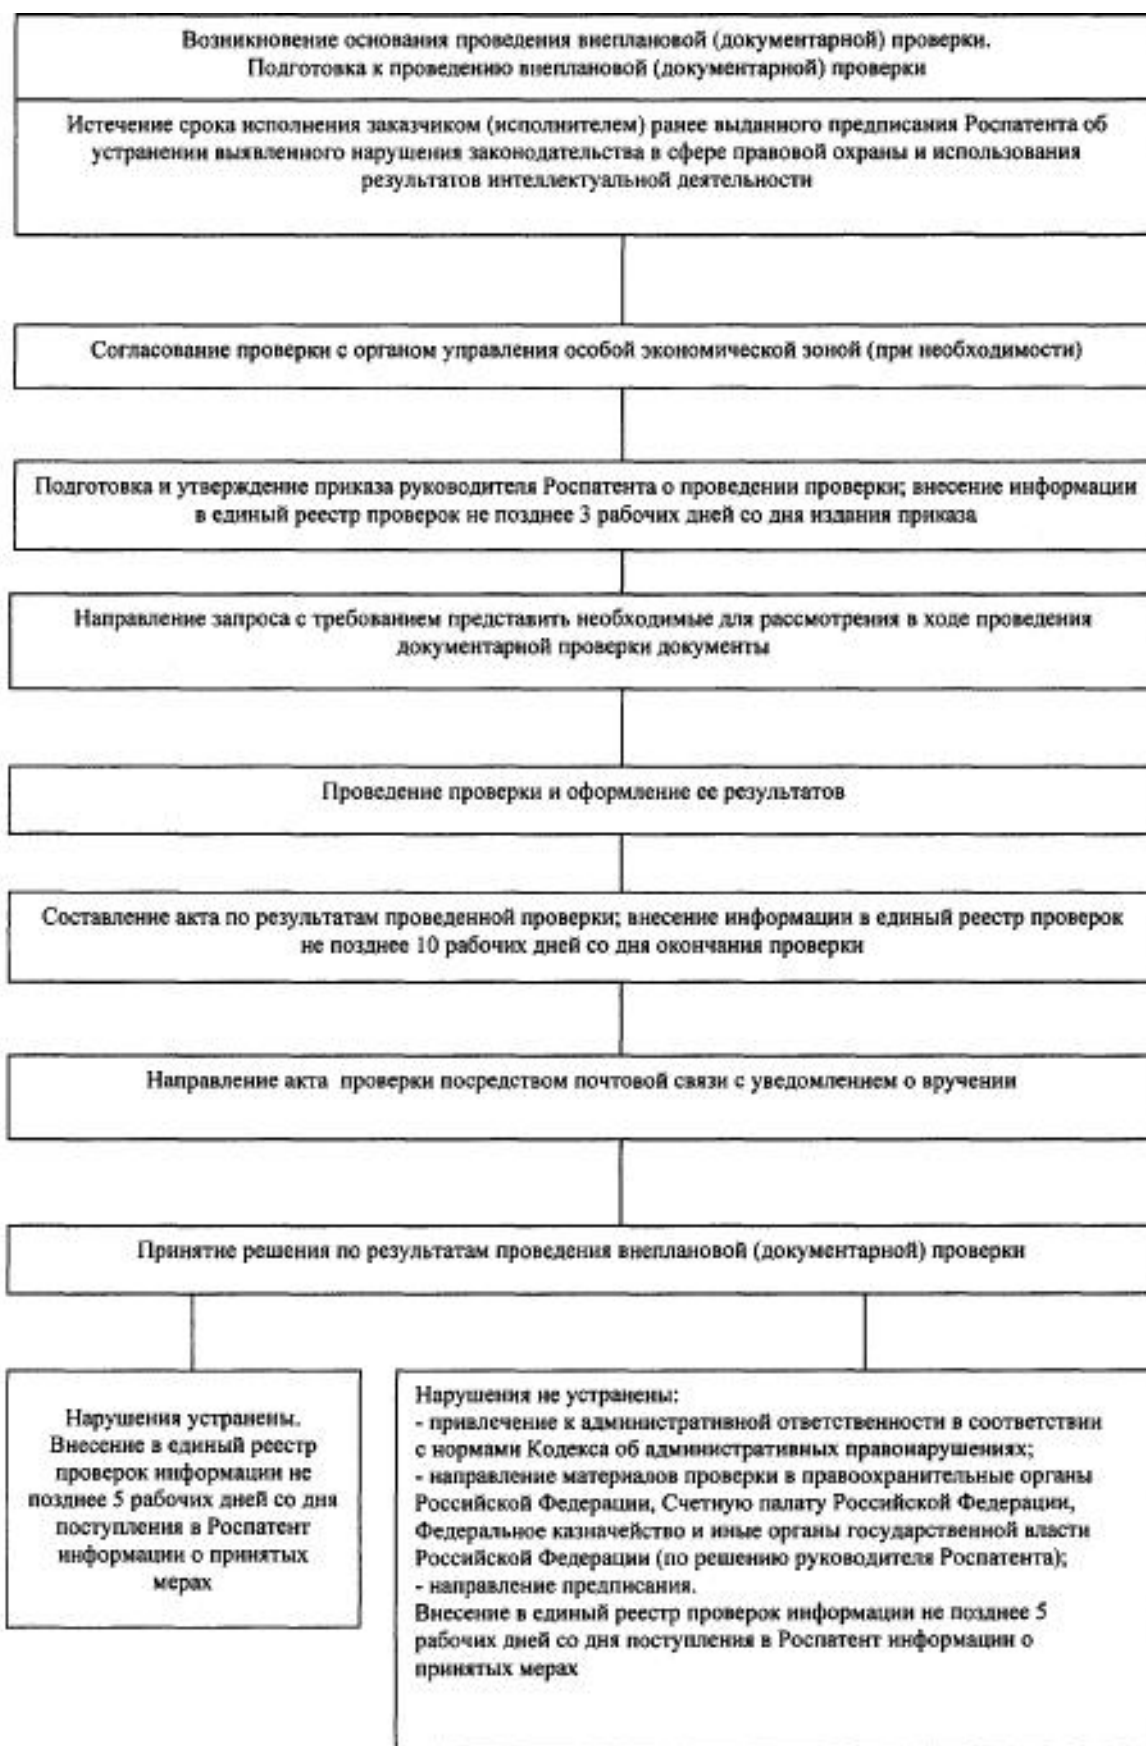 Возникновение основания проведения внеплановой (документарной) проверки.
Подготовка к проведению внеплановой (документарной) проверки
Истечение срока исполнения заказчиком (исполнителем) ранее выданного предписания Роспатента об
устранении выявленного нарушения законодательства в сфере правовой охраны и использования
результатов интеллектуальной деятельности
Согласование проверки с органом управления особой экономической зоной (при необходимости)
Подготовка и утверждение приказа руководителя Роспатента о проведении проверки; внесение информации
в единый реестр проверок не позднее 3 рабочих дней со дня издания приказа
Направление запроса с требованием представить необходимые для рассмотрения в ходе проведения
документарной проверки документы
Проведение проверки и оформление ее результатов
Составление акта по результатам проведенной проверки; внесение информации в единый реестр проверок
не позднее 10 рабочих дней со дня окончания проверки
Направление акта проверки посредством почтовой связи с уведомлением о вручении
Принятие решения по результатам проведения внеплановой (документарной) проверки
Нарушения устранены.
Внесение в единый реестр
проверок информации не
позднее 5 рабочих дней со дня
поступления в Роспатент
информации о принятых
мерах
Нарушения не устранены:
- привлечение к административной ответственности в соответствии
с нормами Кодекса об административных правонарушениях;
- направление материалов проверки в правоохранительные органы
Российской Федерации, Счетную палату Российской Федерации,
Федеральное казначейство и иные органы государственной власти
Российской Федерации (по решению руководителя Роспатента);
- направление предписания.
Внесение в единый реестр проверок информации не позднее 5
рабочих дней со дня поступления в Роспатент информации о
принятых мерах